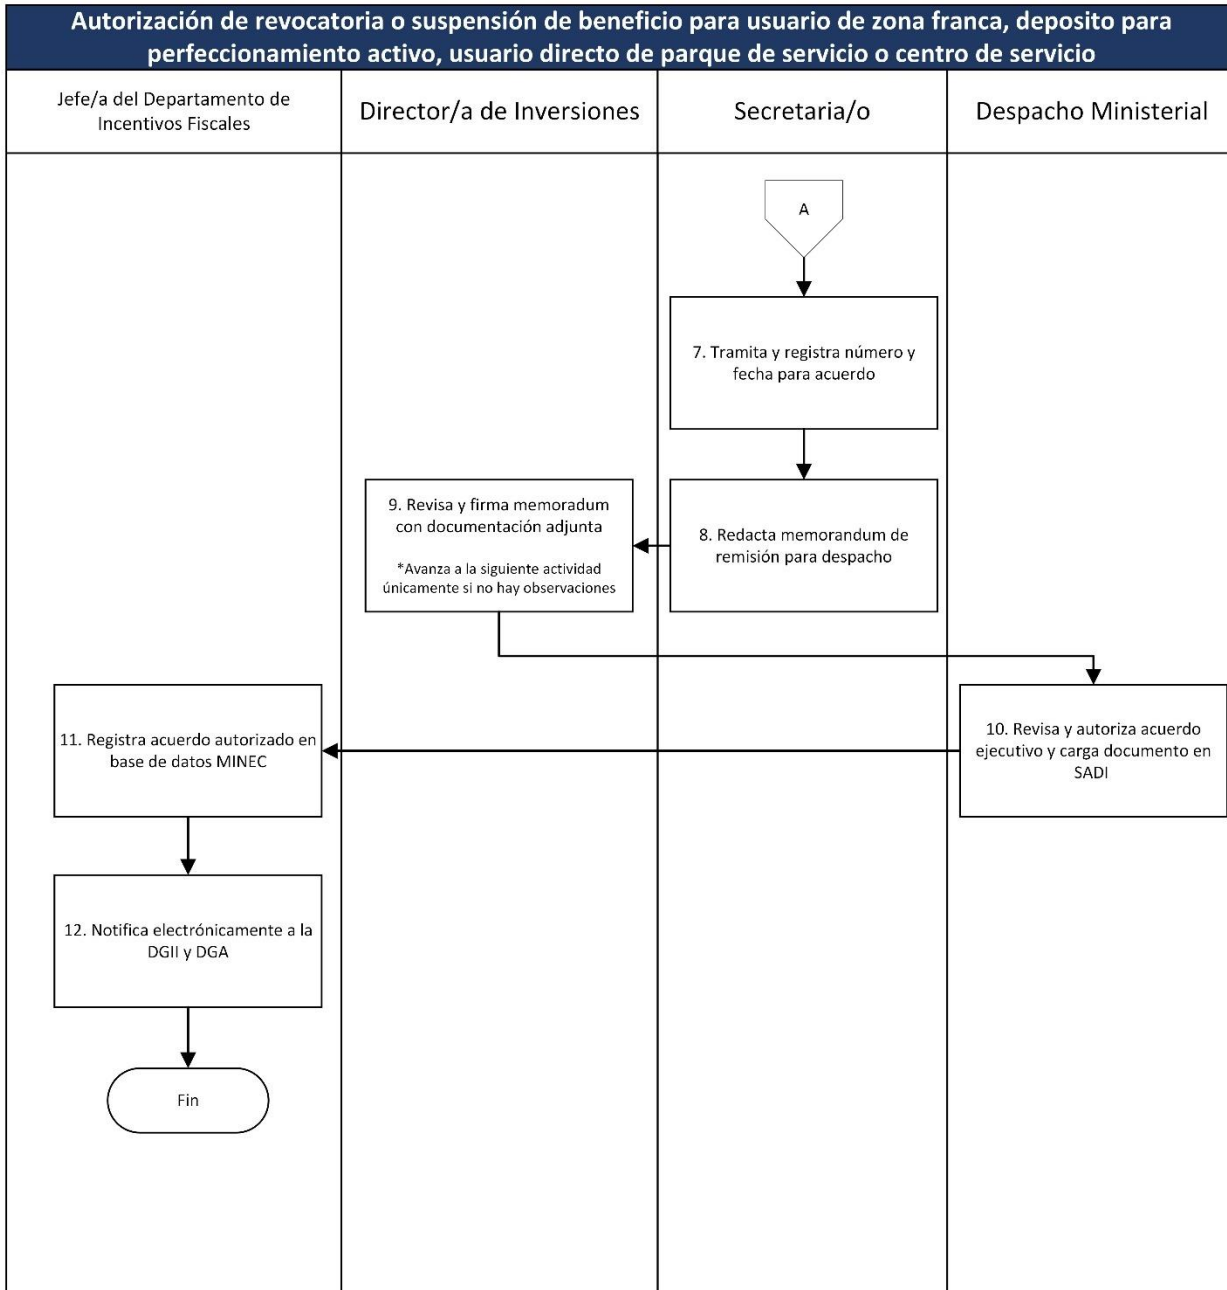 Autorización de revocatoria o suspensión de beneficio para usuario de zona franca, deposito para
perfeccionamiento activo, usuario directo de parque de servicio o centro de servicio
Jefe/a del Departamento de
Incentivos Fiscales
Director/a de Inversiones
Secretaria/o
Despacho Ministerial
A
7. Tramita y registra número y
fecha para acuerdo
8. Redacta memorandum de
remisión para despacho
9. Revisa y firma memoradum
con documentación adjunta
*Avanza a la siguiente actividad
únicamente si no hay observaciones
10. Revisa y autoriza acuerdo
ejecutivo y carga documento en
SADI
11. Registra acuerdo autorizado en
base de datos MINEC
12. Notifica electrónicamente a la
DGII y DGA
Fin